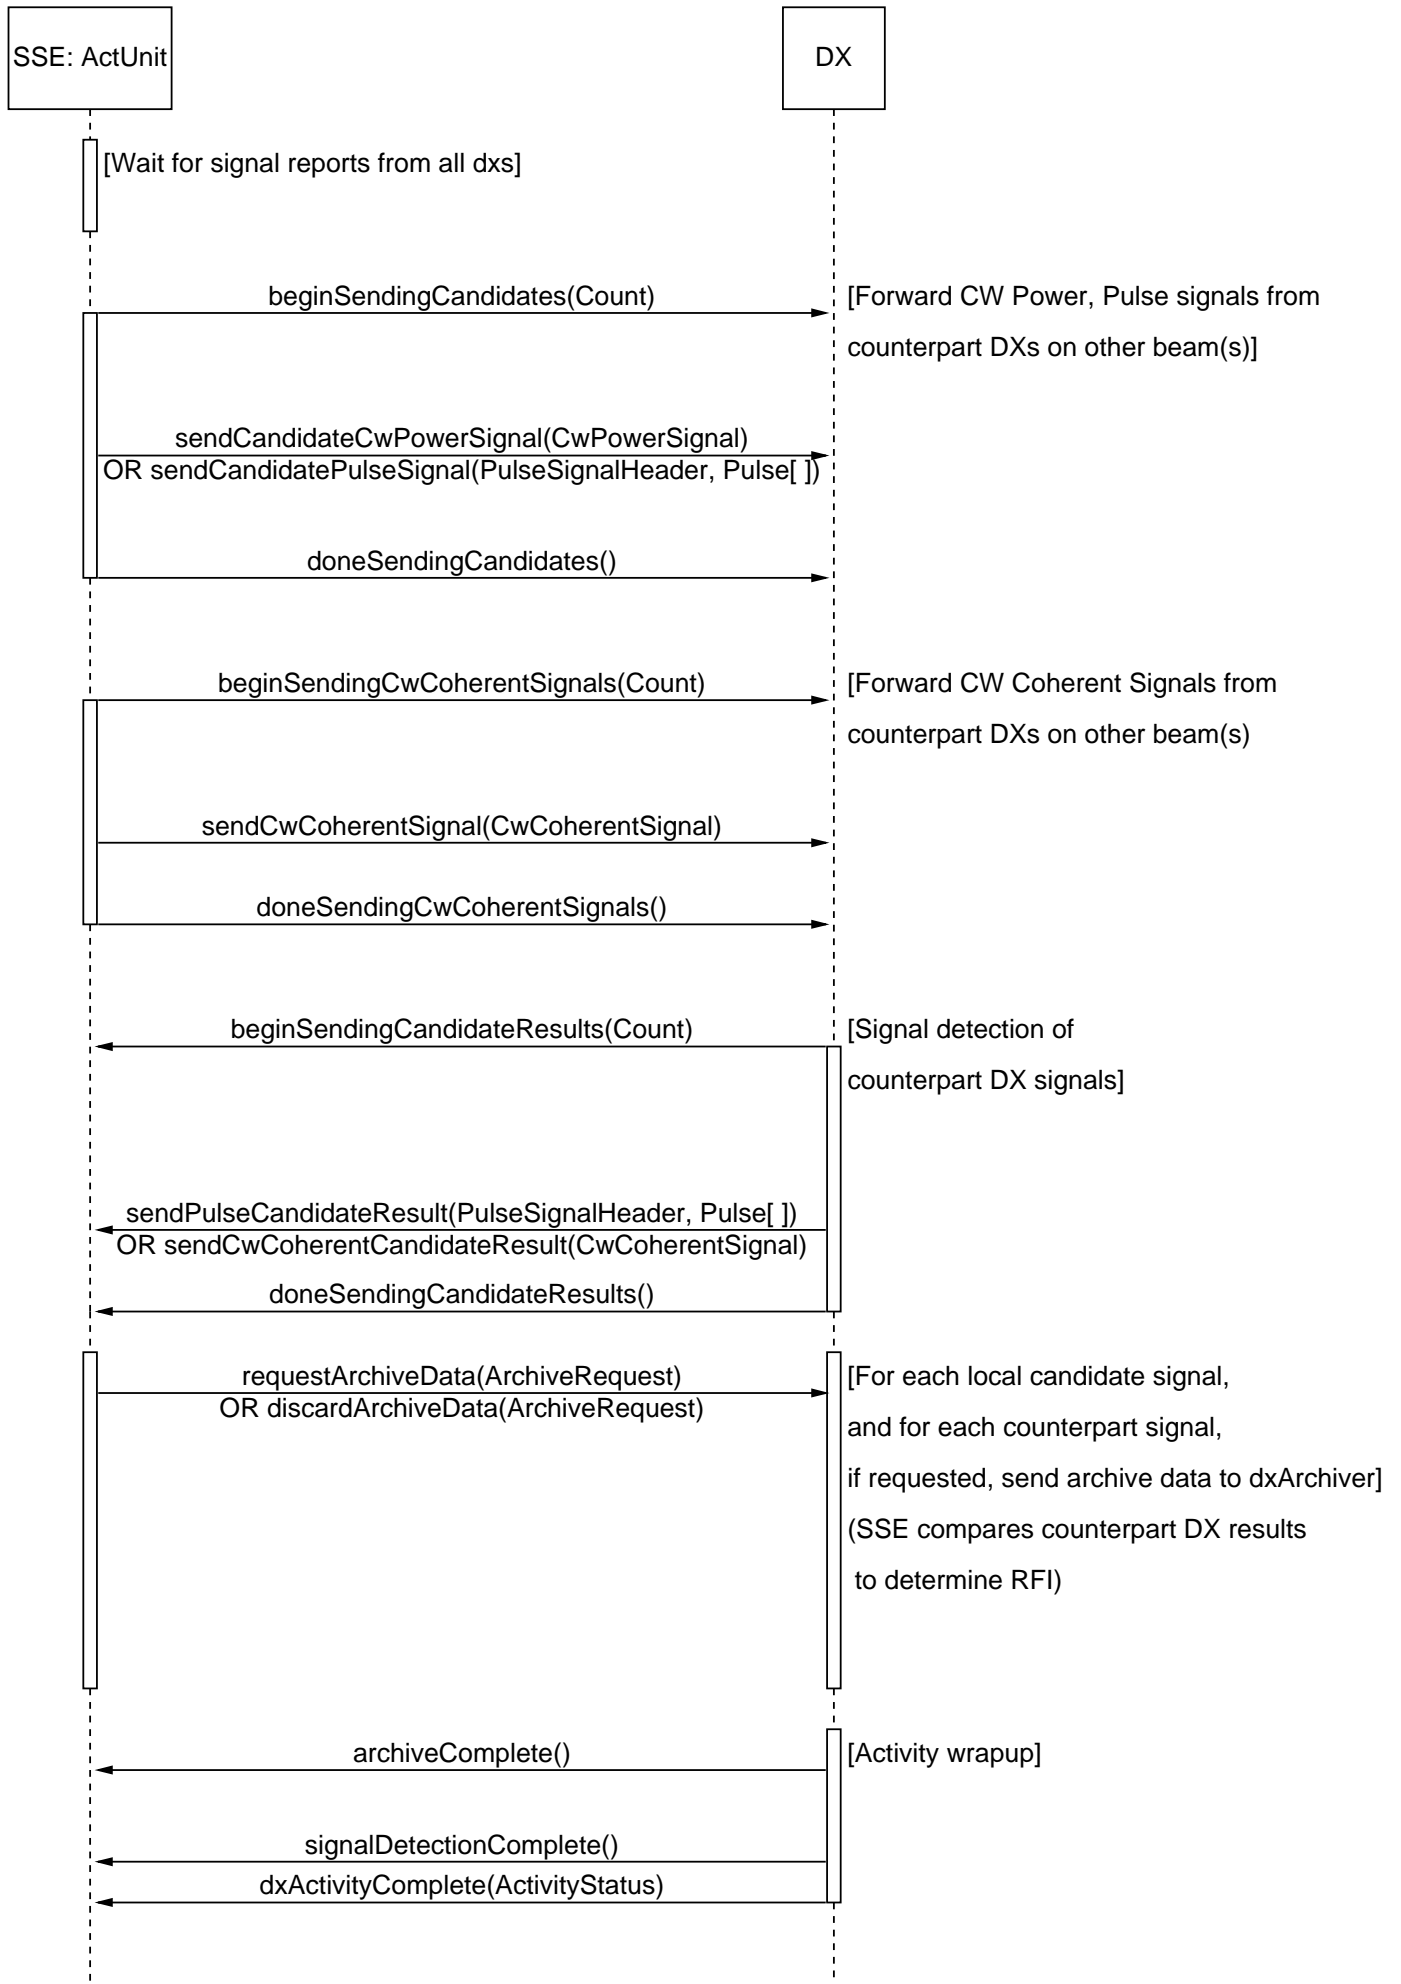 SSE: ActUnit
DX
[Wait for signal reports from all dxs]
beginSendingCandidates(Count)
[Forward CW Power, Pulse signals from
counterpart DXs on other beam(s)]
sendCandidateCwPowerSignal(CwPowerSignal)
OR sendCandidatePulseSignal(PulseSignalHeader, Pulse[ ])
doneSendingCandidates()
beginSendingCwCoherentSignals(Count)
[Forward CW Coherent Signals from
counterpart DXs on other beam(s)
sendCwCoherentSignal(CwCoherentSignal)
doneSendingCwCoherentSignals()
beginSendingCandidateResults(Count)
[Signal detection of
counterpart DX signals]
sendPulseCandidateResult(PulseSignalHeader, Pulse[ ])
OR sendCwCoherentCandidateResult(CwCoherentSignal)
doneSendingCandidateResults()
requestArchiveData(ArchiveRequest)
OR discardArchiveData(ArchiveRequest)
[For each local candidate signal,
and for each counterpart signal,
if requested, send archive data to dxArchiver]
(SSE compares counterpart DX results
to determine RFI)
archiveComplete()
[Activity wrapup]
signalDetectionComplete()
dxActivityComplete(ActivityStatus)